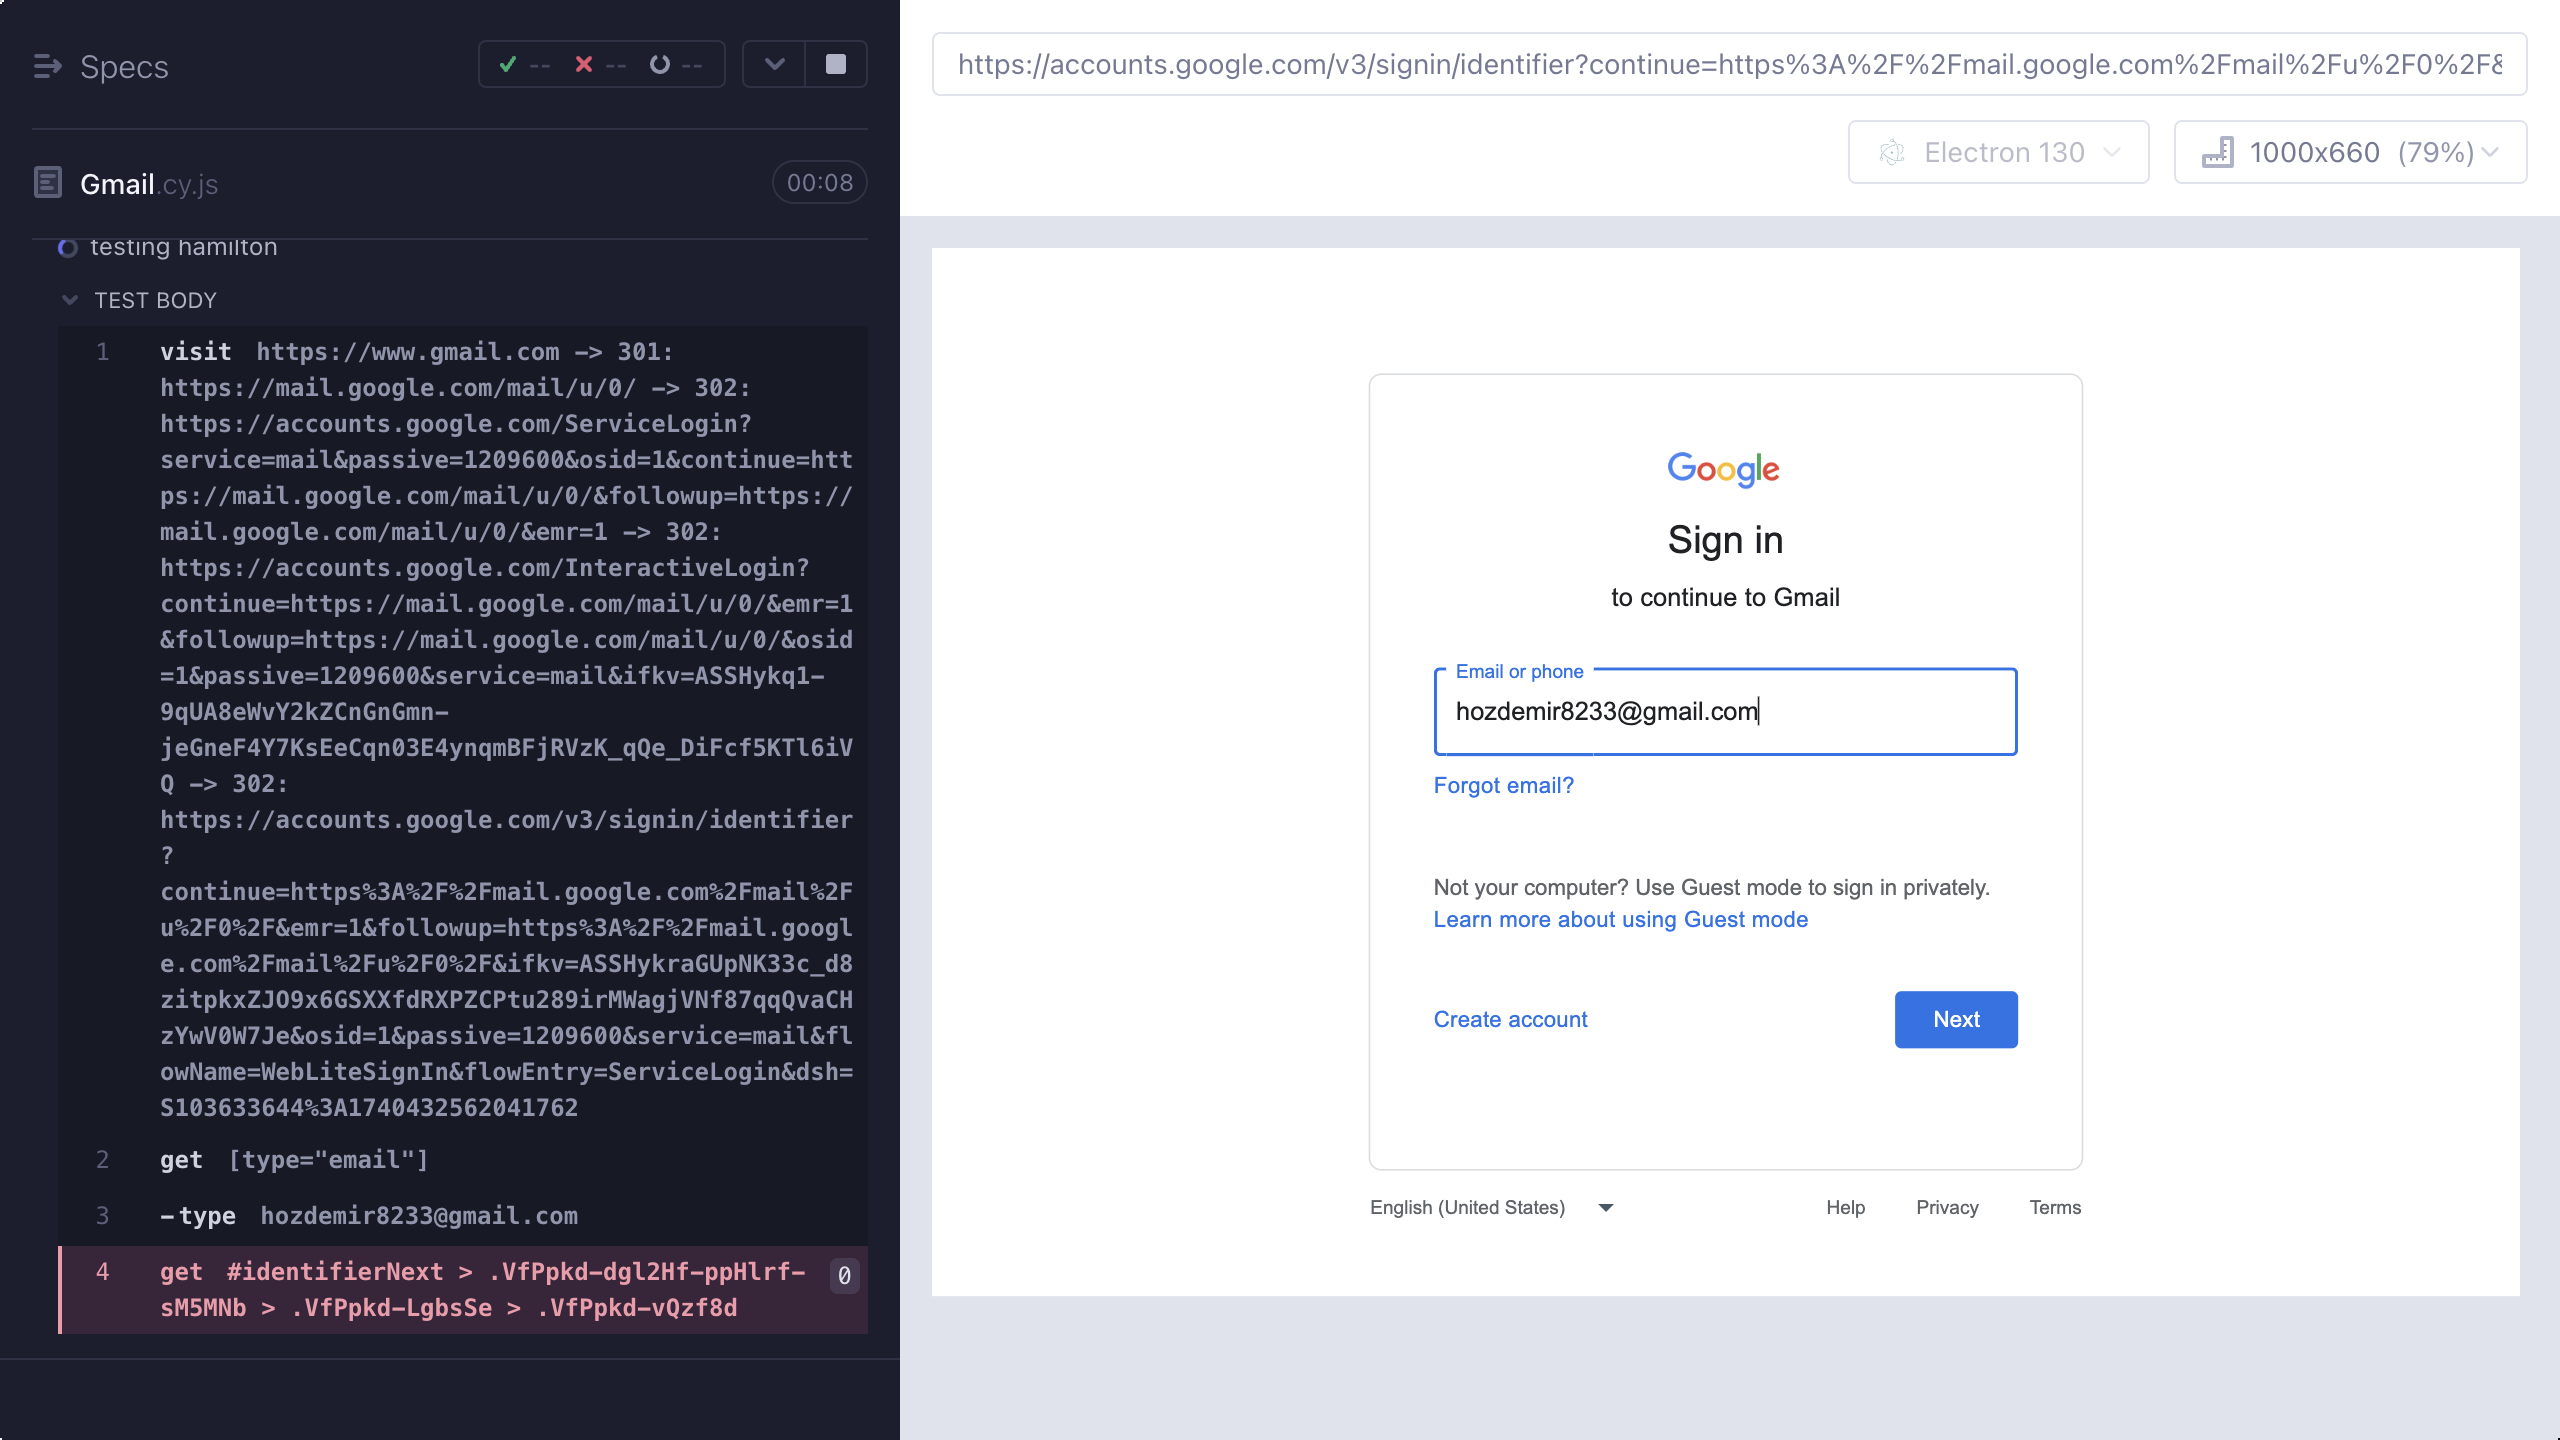 Specs
-- -- --
Gmail.cy.js
00:08
testing hamilton
TEST BODY
1 visit https://www.gmail.com -> 301:
https://mail.google.com/mail/u/0/ -> 302:
https://accounts.google.com/ServiceLogin?
service=mail&passive=1209600&osid=1&continue=htt
ps://mail.google.com/mail/u/0/&followup=https://
mail.google.com/mail/u/0/&emr=1 -> 302:
https://accounts.google.com/InteractiveLogin?
continue=https://mail.google.com/mail/u/0/&emr=1
&followup=https://mail.google.com/mail/u/0/&osid
=1&passive=1209600&service=mail&ifkv=ASSHykq1-
9qUA8eWvY2kZCnGnGmn-
jeGneF4Y7KsEeCqn03E4ynqmBFjRVzK_qQe_DiFcf5KTl6iV
Q -> 302:
https://accounts.google.com/v3/signin/identifier
?
continue=https%3A%2F%2Fmail.google.com%2Fmail%2F
u%2F0%2F&emr=1&followup=https%3A%2F%2Fmail.googl
e.com%2Fmail%2Fu%2F0%2F&ifkv=ASSHykraGUpNK33c_d8
zitpkxZJO9x6GSXXfdRXPZCPtu289irMWagjVNf87qqQvaCH
zYwV0W7Je&osid=1&passive=1209600&service=mail&fl
owName=WebLiteSignIn&flowEntry=ServiceLogin&dsh=
S103633644%3A1740432562041762
2 get [type="email"]
3 -type hozdemir8233@gmail.com
4 get #identifierNext > .VfPpkd-dgl2Hf-ppHlrf-
sM5MNb > .VfPpkd-LgbsSe > .VfPpkd-vQzf8d
0
https://accounts.google.com/v3/signin/identifier?continue=https%3A%2F%2Fmail.google.com%2Fmail%2Fu%2F0%2F&
Electron 130
1000x660 (79%)
Google
Sign in
to continue to Gmail
Email or phone
hozdemir8233@gmail.com
Forgot email?
Not your computer? Use Guest mode to sign in privately.
Learn more about using Guest mode
Create account
Next
English (United States)
Help Privacy Terms